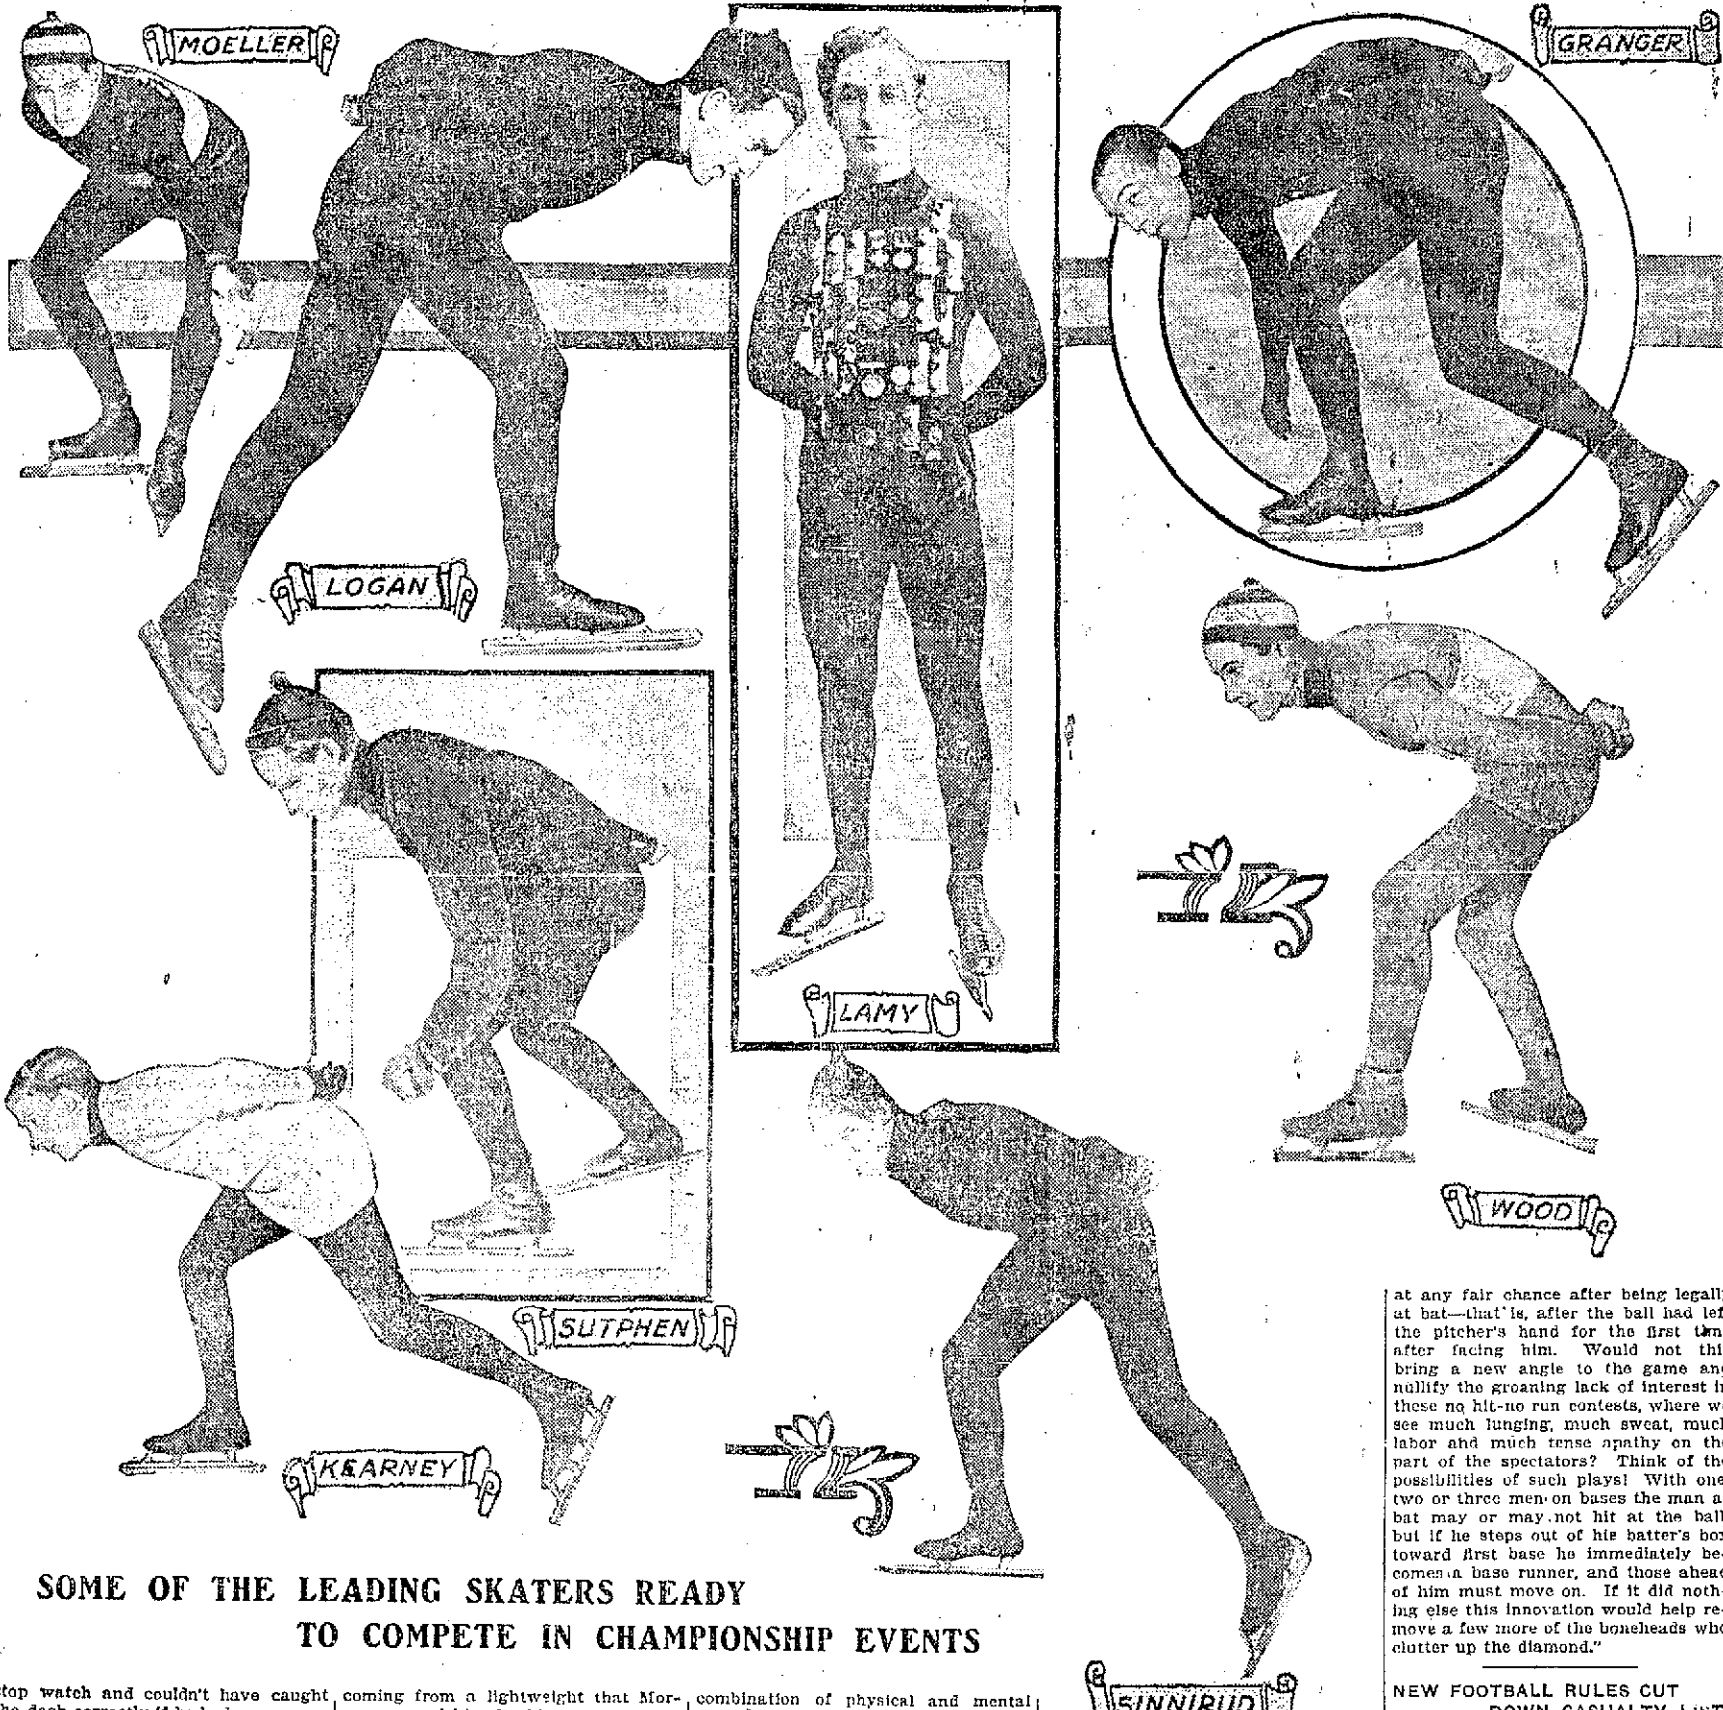 MOELLER
GRANGER
LOGAN
LAMY
WOOD
SUTPHEN
KEARNEY
SOME OF THE LEADING SKATERS READY
TO COMPETE IN CHAMPIONSHIP EVENTS
SINNIRUD
top watch and couldn't have caught
coming from a lightweight that Mor-
combination of physical and mental
at any fair chance after being legall
at bat—that is, after the ball had lef
the pitcher's hand for the first
after facing him. Would not thi
bring a new angle to the game an
nullify the groaning lack of interest i
these no hit-no run contests, where w
see much lunging, much sweat, muc
labor and much tense apathy on th
part of the spectators? Think of th
possibilities of such plays! With one
two or three men on bases the man a
bat may or may not hit at the ball
but if he steps out of his batter's bo
toward first base he immediately be-
comes a base runner, and those ahea
of him must move on. If it did noth-
ing else this innovation would help re-
move a few more of the boneheads wh
clutter up the diamond."
NEW FOOTBALL RULES CUT
DOWN CASUALTY LIST